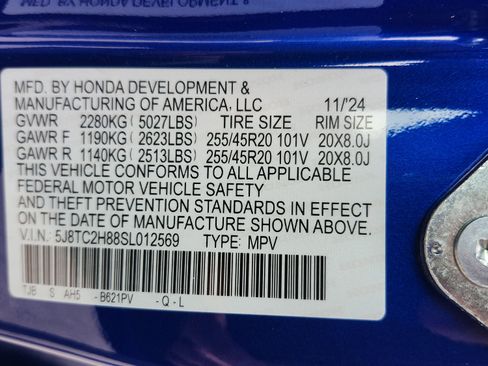 MFD. BY HONDA DEVELOPMENT &
MANUFACTURING OF AMERICA, LLC 11/'24
GVWR 2280KG(5027LBS) TIRE SIZE RIM SIZE
GAWR F 1190KG(2623LBS) 255/45R20 101V 20X8.0J
GAWR R 1140KG(2513LBS) 255/45R20 101V 20X8.0J
THIS VEHICLE CONFORMS TO ALL APPLICABLE
FEDERAL MOTOR VEHICLE SAFETY
AND THEFT PREVENTION STANDARDS IN EFFECT
ON THE DATE OF MANUFACTURE SHOWN ABOVE.
V.I.N.: 5J8TC2H88SL012569 TYPE: MPV
TJB S AH5 -B621PV -Q-L